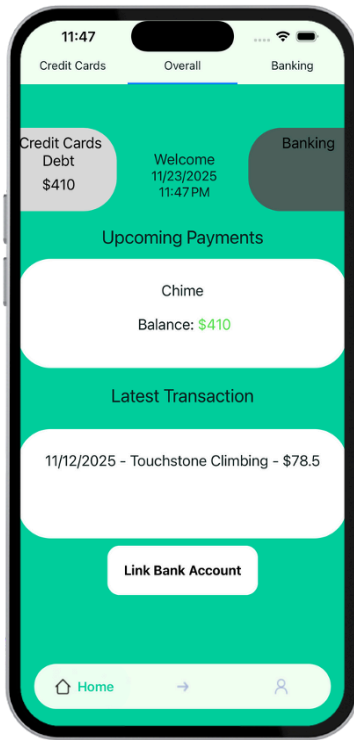 11:47
Credit Cards
Overall
Banking
Credit Cards
Debt
$410
Welcome
11/23/2025
11:47 PM
Banking
Upcoming Payments
Chime
Balance: $410
Latest Transaction
11/12/2025 - Touchstone Climbing - $78.5
Link Bank Account
Home